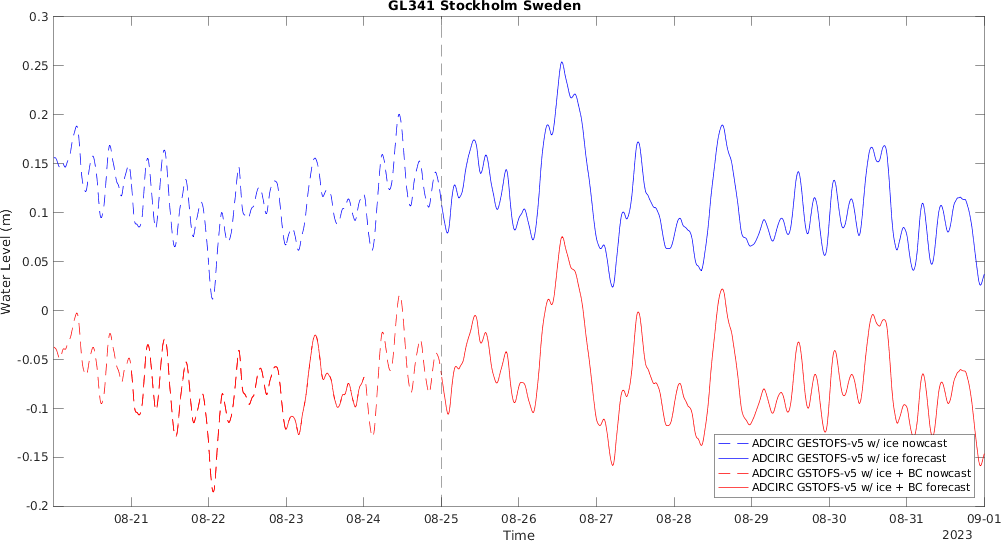 GL341 Stockholm Sweden
0.3
0.25
0.2
0.15
0.1
0.05
0
-0.05
-0.1
-0.15
-0.2
Water Level (m)
ADCIRC GESTOFS-v5 w/ ice nowcast
ADCIRC GESTOFS-v5 w/ ice forecast
ADCIRC GSTOFS-v5 w/ ice + BC nowcast
ADCIRC GSTOFS-v5 w/ ice + BC forecast
08-21 08-22 08-23 08-24 08-25 08-26 08-27 08-28 08-29 08-30 08-31 09-01
Time
2023